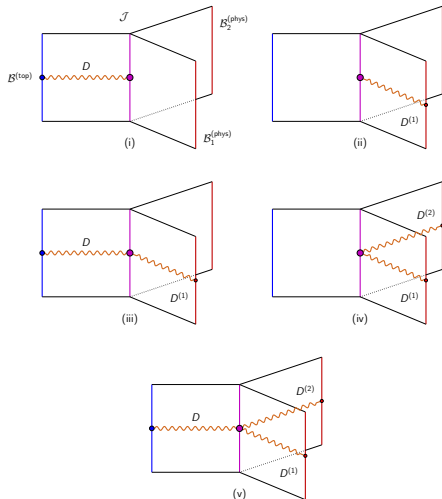 𝒥
ℬ₂^(phys)
D
ℬ^(top)
ℬ₁^(phys)
D^(1)
(i)
(ii)
D^(2)
D
D^(1)
D^(1)
(iii)
(iv)
D^(2)
D
D^(1)
(v)